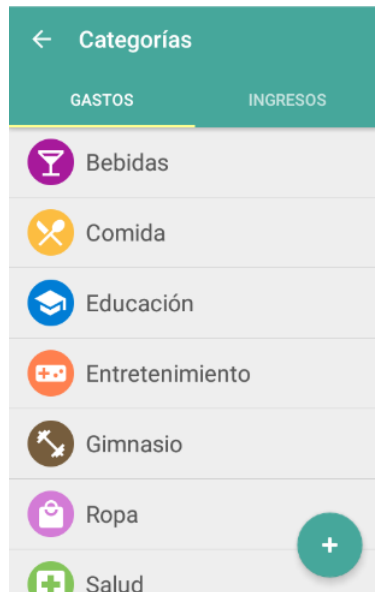 Categorías
GASTOS INGRESOS
Bebidas
Comida
Educación
Entretenimiento
Gimnasio
Ropa
Salud